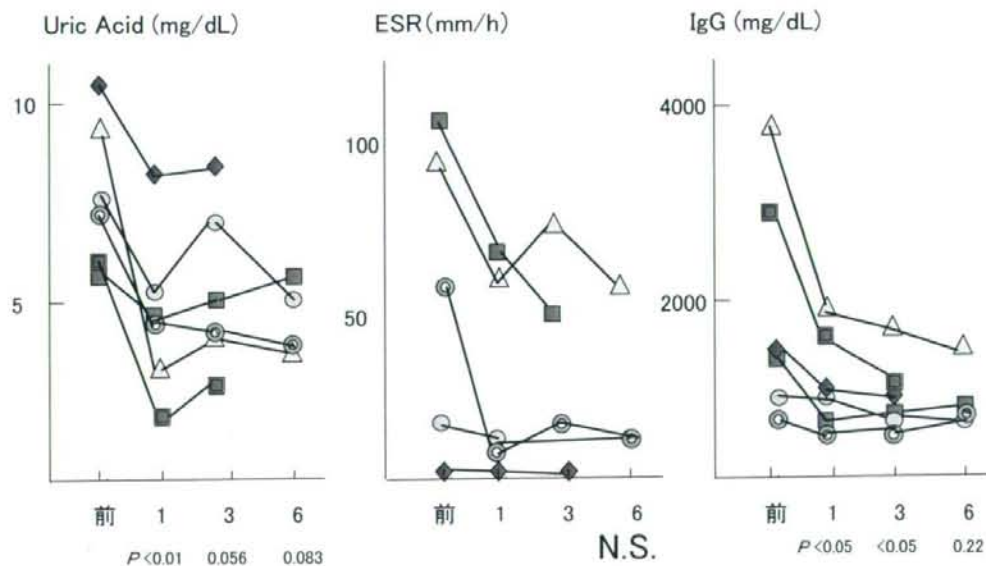 Uric Acid (mg/dL)
10
5
前 1 3 6
P <0.01 0.056 0.083
ESR(mm/h)
100
50
前 1 3 6
N.S.
IgG (mg/dL)
4000
2000
前 1 3 6
P <0.05 <0.05 0.22